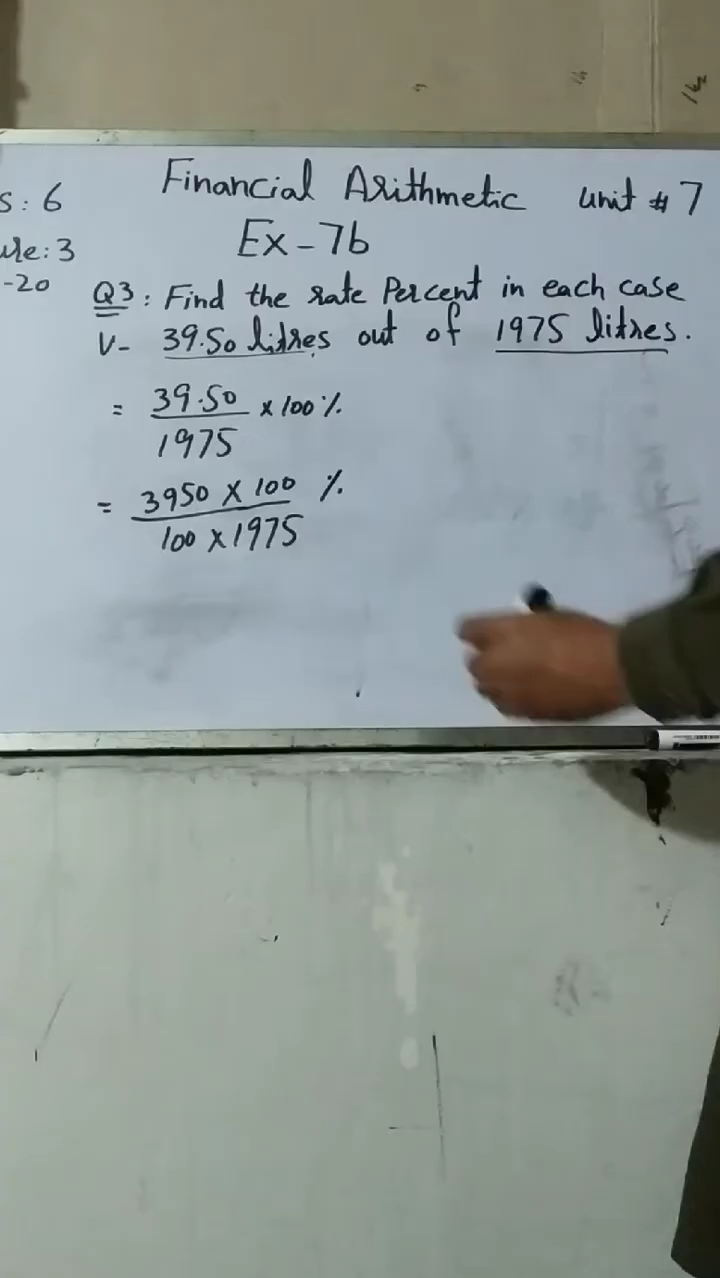 Financial Arithmetic unit # 7
s: 6
Ex-7b
ure: 3
-20
Q3: Find the rate Percent in each case
V- 39.50 litres out of 1975 litres.
= 39.50 / 1975 × 100 %
= 3950 × 100 / 100 × 1975 %